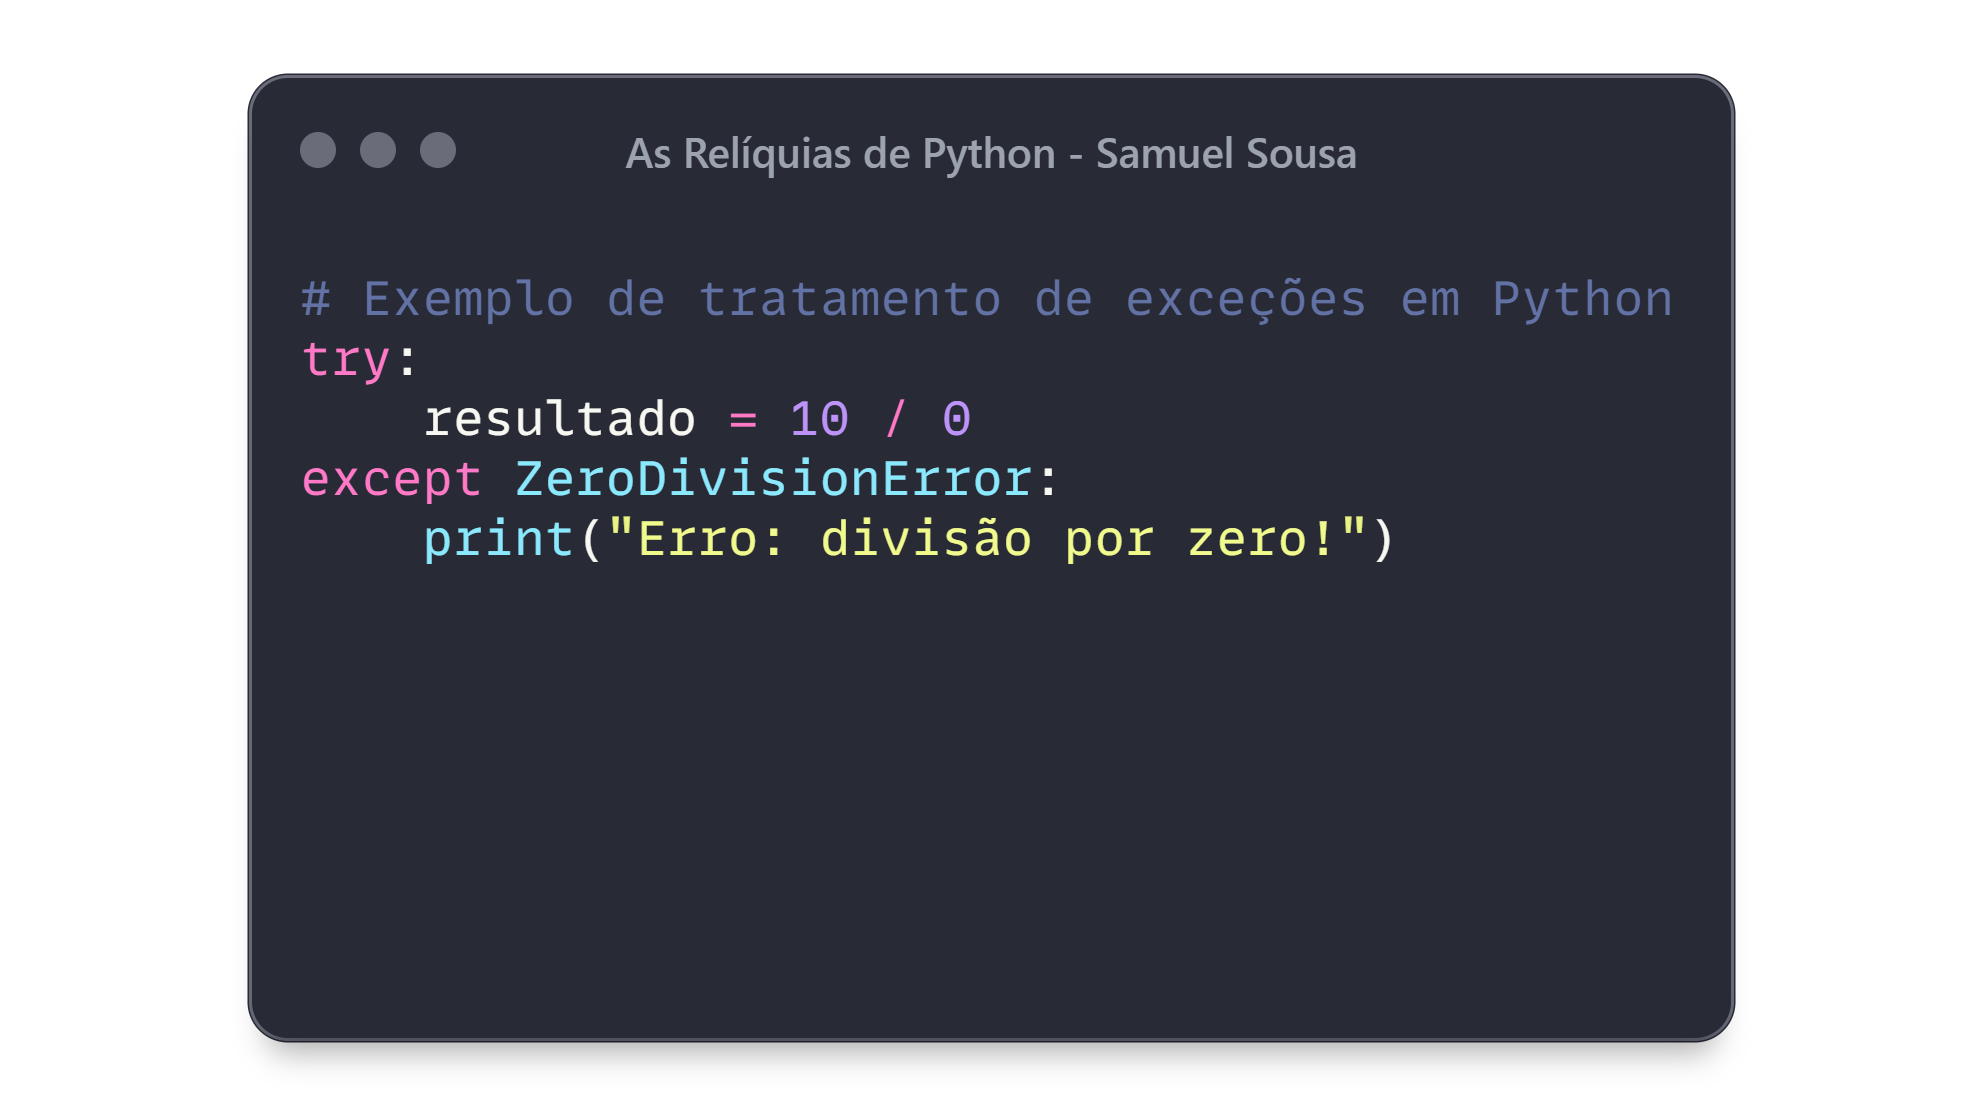 As Relíquias de Python - Samuel Sousa
# Exemplo de tratamento de exceções em Python
try:
    resultado = 10 / 0
except ZeroDivisionError:
    print("Erro: divisão por zero!")